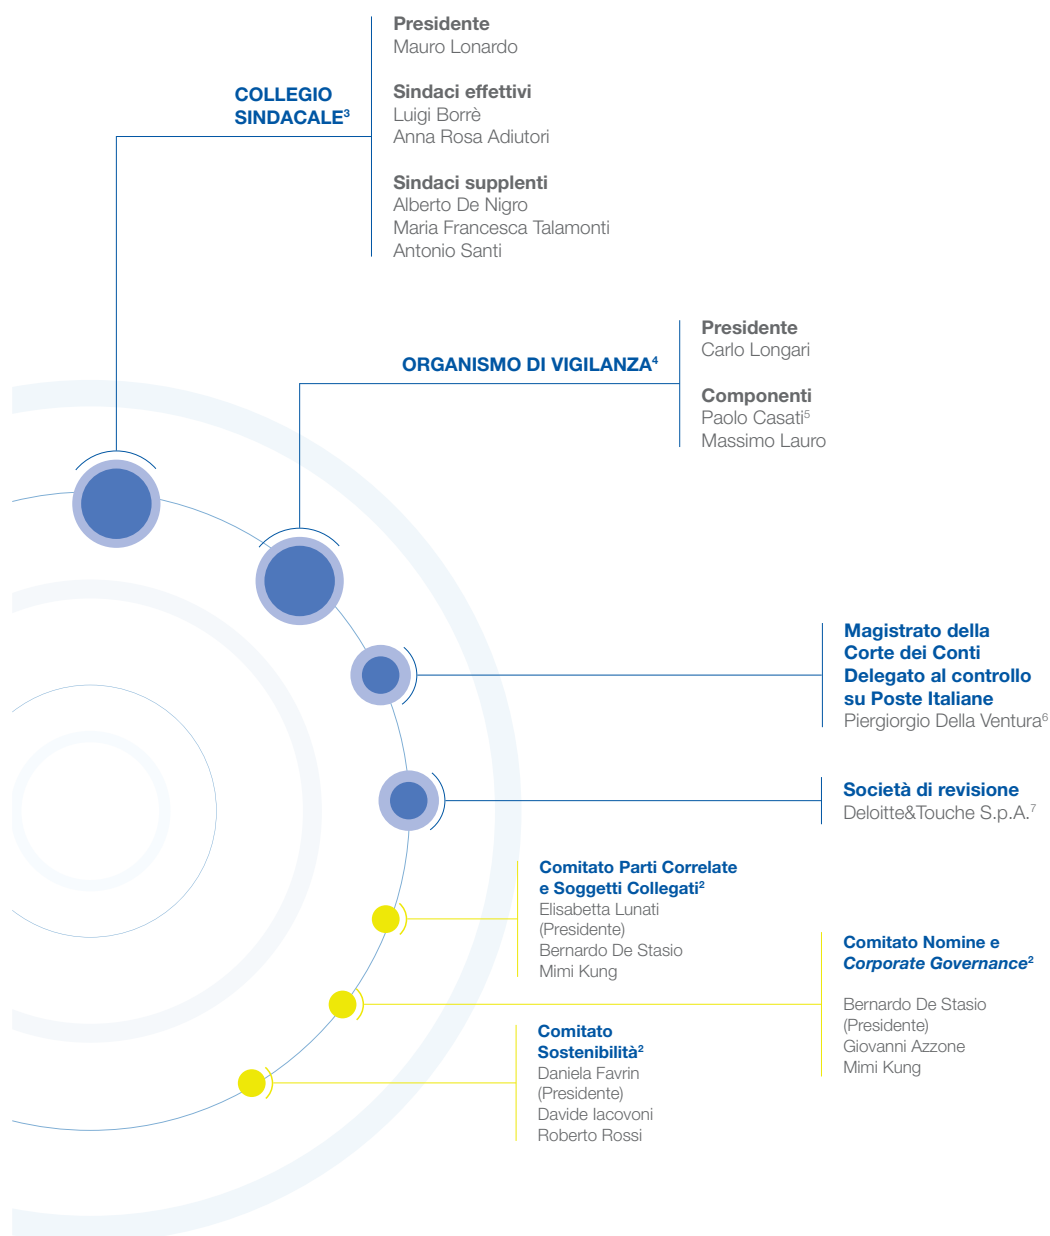 COLLEGIO
SINDACALE³
Presidente
Mauro Lonardo
Sindaci effettivi
Luigi Borrè
Anna Rosa Adiutori
Sindaci supplenti
Alberto De Nigro
Maria Francesca Talamonti
Antonio Santi
ORGANISMO DI VIGILANZA⁴
Presidente
Carlo Longari
Componenti
Paolo Casati⁵
Massimo Lauro
Magistrato della
Corte dei Conti
Delegato al controllo
su Poste Italiane
Piergiorgio Della Ventura⁶
Società di revisione
Deloitte&Touche S.p.A.⁷
Comitato Parti Correlate
e Soggetti Collegati²
Elisabetta Lunati
(Presidente)
Bernardo De Stasio
Mimi Kung
Comitato Nomine e
Corporate Governance²
Bernardo De Stasio
(Presidente)
Giovanni Azzone
Mimi Kung
Comitato
Sostenibilità²
Daniela Favrin
(Presidente)
Davide Iacovoni
Roberto Rossi